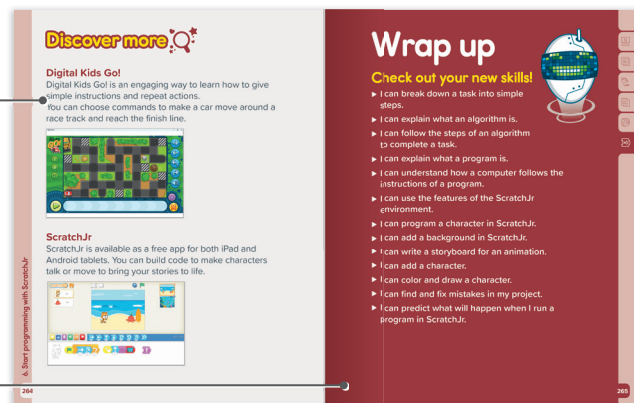 Discover more
Digital Kids Go!
Digital Kids Go! is an engaging way to learn how to give
simple instructions and repeat actions.
You can choose commands to make a car move around a
race track and reach the finish line.
ScratchJr
ScratchJr is available as a free app for both iPad and
Android tablets. You can build code to make characters
talk or move to bring your stories to life.
6. Start programming with ScratchJr
264
Wrap up
Check out your new skills!
▶ I can break down a task into simple
steps.
▶ I can explain what an algorithm is.
▶ I can follow the steps of an algorithm
to complete a task.
▶ I can explain what a program is.
▶ I can understand how a computer follows the
instructions of a program.
▶ I can use the features of the ScratchJr
environment.
▶ I can program a character in ScratchJr.
▶ I can add a background in ScratchJr.
▶ I can write a storyboard for an animation.
▶ I can add a character.
▶ I can color and draw a character.
▶ I can find and fix mistakes in my project.
▶ I can predict what will happen when I run a
program in ScratchJr.
265